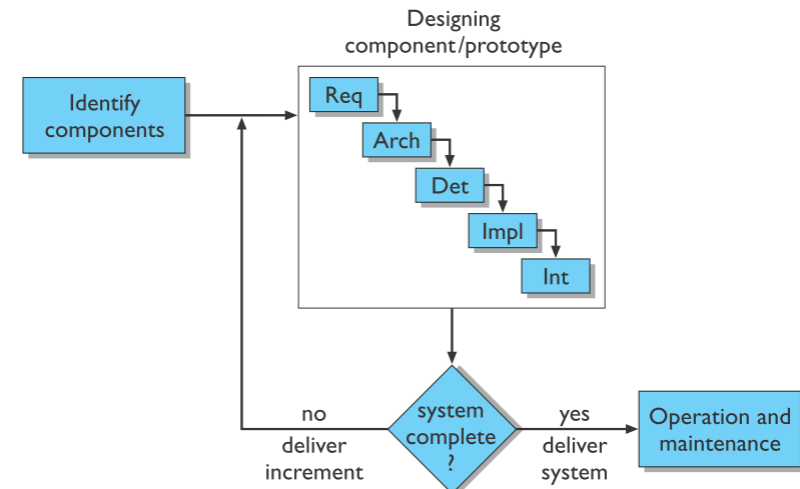 Designing
component/prototype
Identify
components
Req
Arch
Det
Impl
Int
no
deliver
increment
system
complete
?
yes
deliver
system
Operation and
maintenance